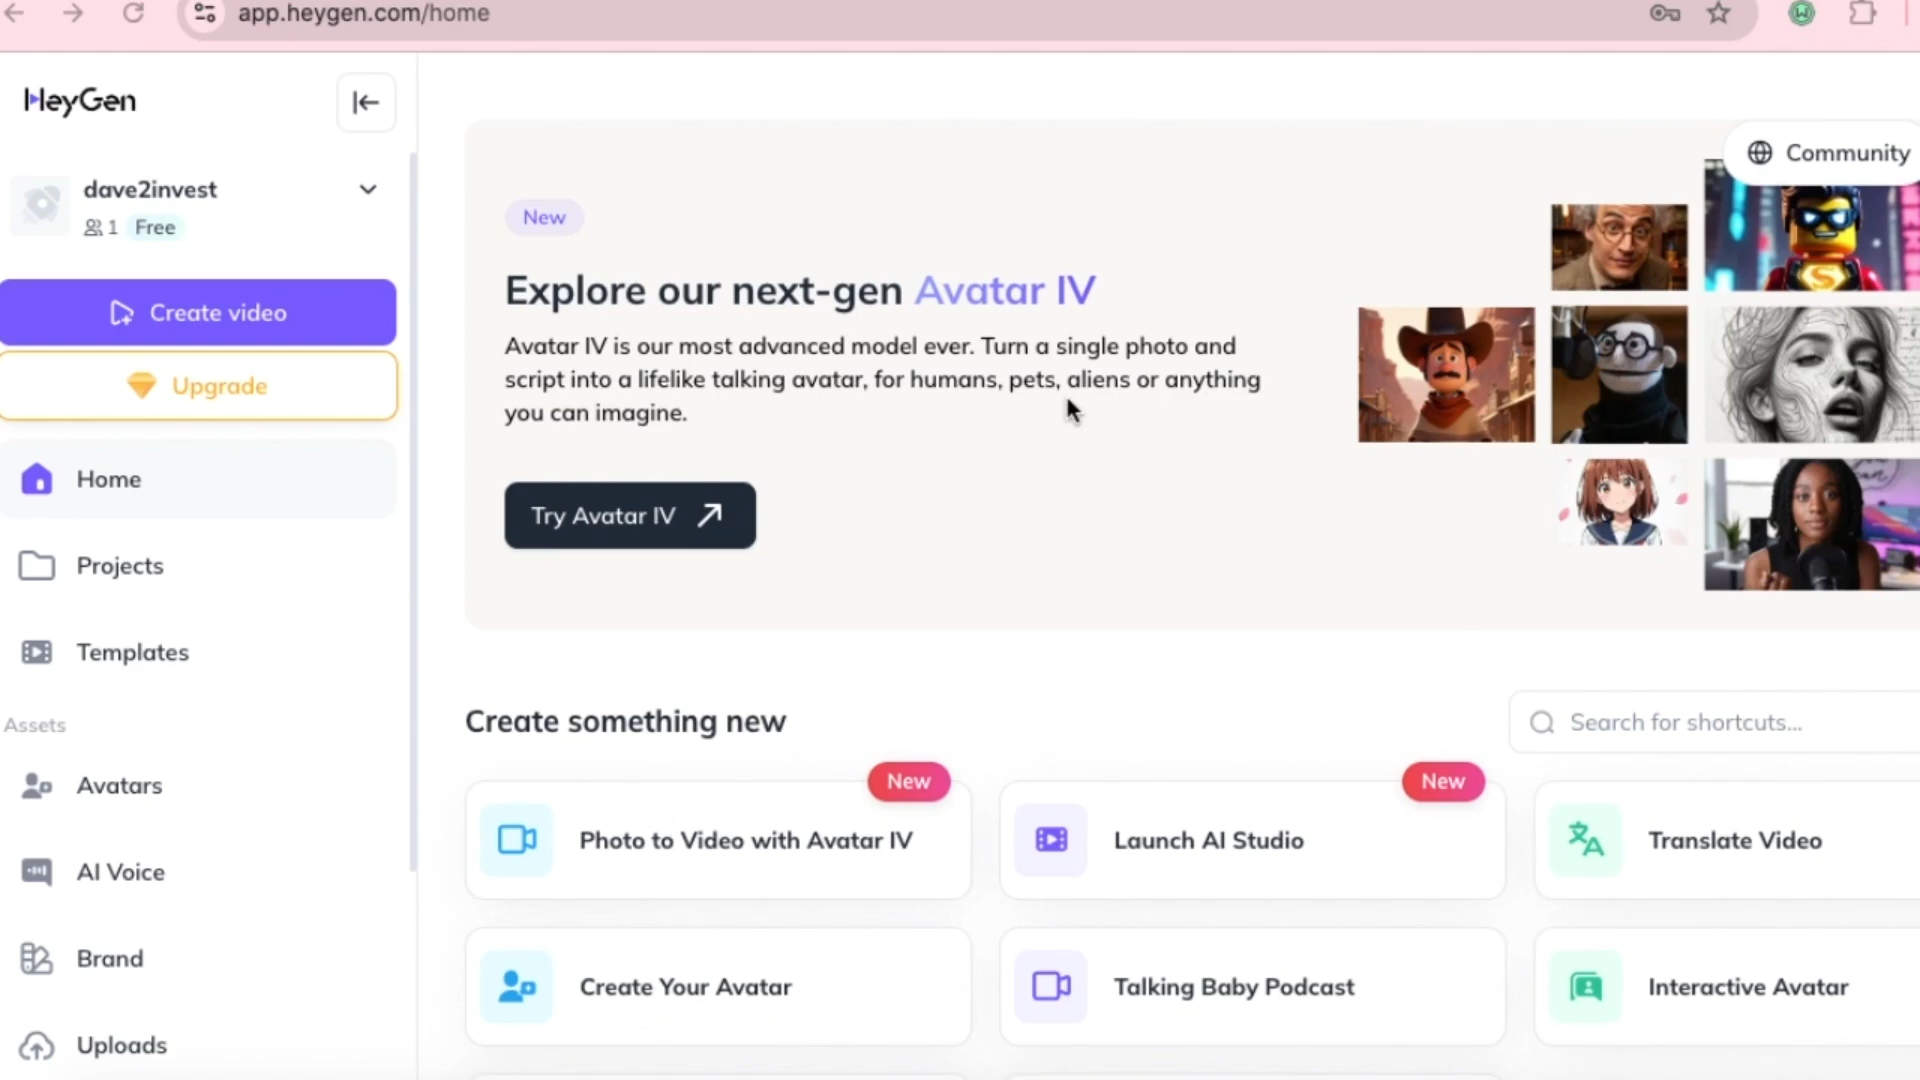 app.heygen.com/home
HeyGen
dave2invest
1 Free
Create video
Upgrade
Home
Projects
Templates
Assets
Avatars
AI Voice
Brand
Uploads
Community
New
Explore our next-gen Avatar IV
Avatar IV is our most advanced model ever. Turn a single photo and
script into a lifelike talking avatar, for humans, pets, aliens or anything
you can imagine.
Try Avatar IV
Create something new
Search for shortcuts...
New
New
Photo to Video with Avatar IV
Launch AI Studio
Translate Video
Create Your Avatar
Talking Baby Podcast
Interactive Avatar